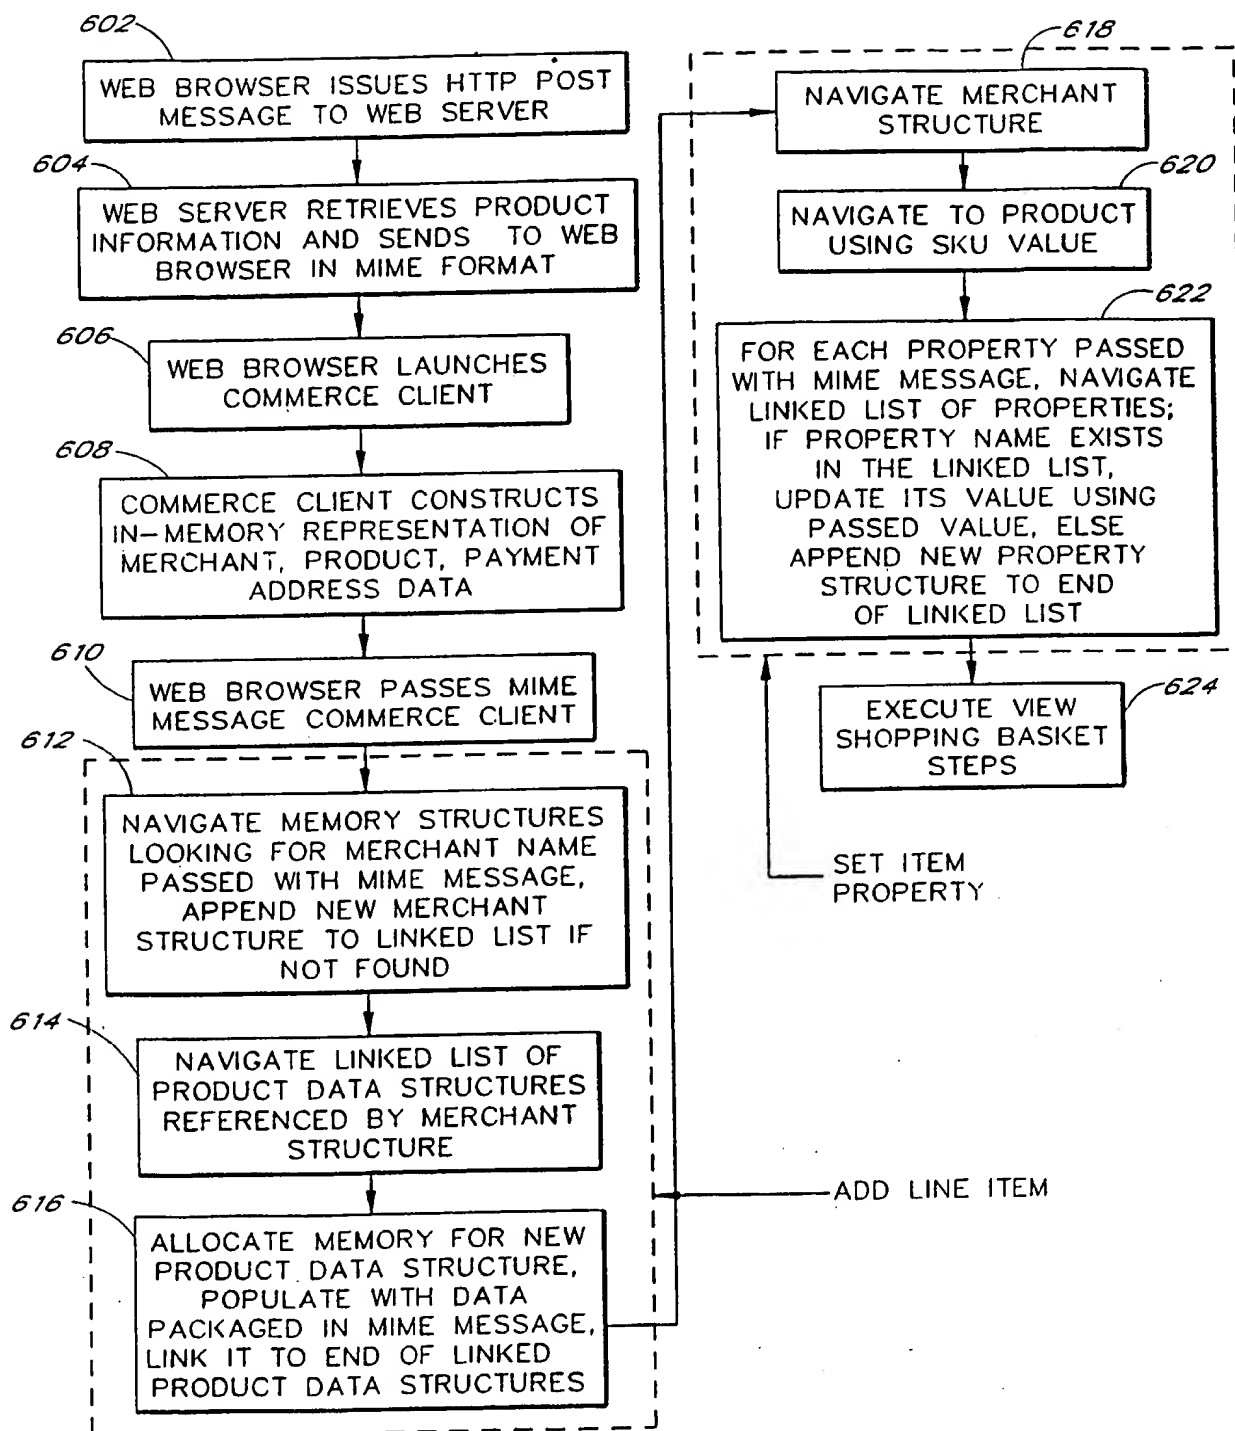 602
WEB BROWSER ISSUES HTTP POST
MESSAGE TO WEB SERVER
604
WEB SERVER RETRIEVES PRODUCT
INFORMATION AND SENDS TO WEB
BROWSER IN MIME FORMAT
606
WEB BROWSER LAUNCHES
COMMERCE CLIENT
608
COMMERCE CLIENT CONSTRUCTS
IN-MEMORY REPRESENTATION OF
MERCHANT, PRODUCT, PAYMENT
ADDRESS DATA
610
WEB BROWSER PASSES MIME
MESSAGE COMMERCE CLIENT
612
NAVIGATE MEMORY STRUCTURES
LOOKING FOR MERCHANT NAME
PASSED WITH MIME MESSAGE,
APPEND NEW MERCHANT
STRUCTURE TO LINKED LIST IF
NOT FOUND
614
NAVIGATE LINKED LIST OF
PRODUCT DATA STRUCTURES
REFERENCED BY MERCHANT
STRUCTURE
616
ALLOCATE MEMORY FOR NEW
PRODUCT DATA STRUCTURE,
POPULATE WITH DATA
PACKAGED IN MIME MESSAGE,
LINK IT TO END OF LINKED
PRODUCT DATA STRUCTURES
ADD LINE ITEM
618
NAVIGATE MERCHANT
STRUCTURE
620
NAVIGATE TO PRODUCT
USING SKU VALUE
622
FOR EACH PROPERTY PASSED
WITH MIME MESSAGE, NAVIGATE
LINKED LIST OF PROPERTIES;
IF PROPERTY NAME EXISTS
IN THE LINKED LIST,
UPDATE ITS VALUE USING
PASSED VALUE, ELSE
APPEND NEW PROPERTY
STRUCTURE TO END
OF LINKED LIST
624
EXECUTE VIEW
SHOPPING BASKET
STEPS
SET ITEM
PROPERTY